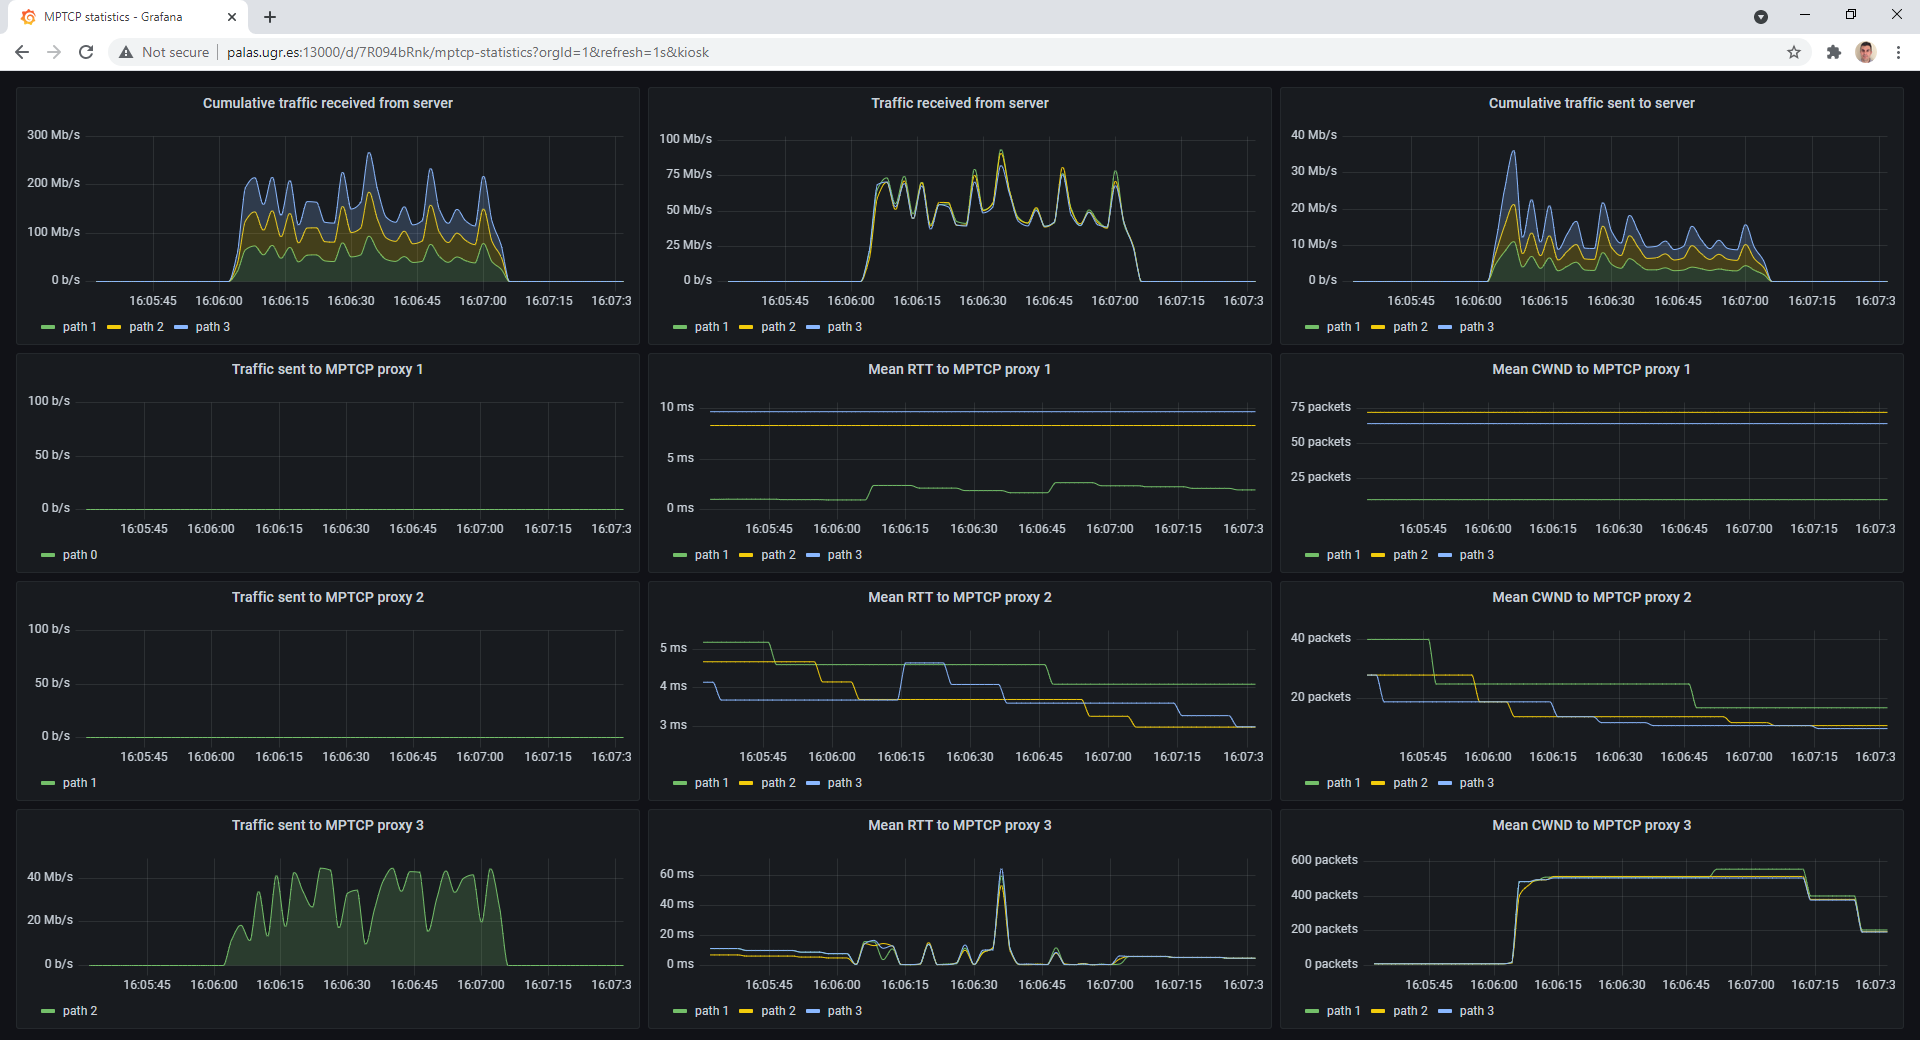 MPTCP statistics - Grafana
Not secure palas.ugr.es:13000/d/7R094bRnk/mptcp-statistics?orgId=1&refresh=1s&kiosk
Cumulative traffic received from server
300 Mb/s
200 Mb/s
100 Mb/s
0 b/s
16:05:45 16:06:00 16:06:15 16:06:30 16:06:45 16:07:00 16:07:15 16:07:3
path 1 path 2 path 3
Traffic received from server
100 Mb/s
75 Mb/s
50 Mb/s
25 Mb/s
0 b/s
16:05:45 16:06:00 16:06:15 16:06:30 16:06:45 16:07:00 16:07:15 16:07:3
path 1 path 2 path 3
Cumulative traffic sent to server
40 Mb/s
30 Mb/s
20 Mb/s
10 Mb/s
0 b/s
16:05:45 16:06:00 16:06:15 16:06:30 16:06:45 16:07:00 16:07:15 16:07:3
path 1 path 2 path 3
Traffic sent to MPTCP proxy 1
100 b/s
50 b/s
0 b/s
16:05:45 16:06:00 16:06:15 16:06:30 16:06:45 16:07:00 16:07:15 16:07:3
path 0
Mean RTT to MPTCP proxy 1
10 ms
5 ms
0 ms
16:05:45 16:06:00 16:06:15 16:06:30 16:06:45 16:07:00 16:07:15 16:07:3
path 1 path 2 path 3
Mean CWND to MPTCP proxy 1
75 packets
50 packets
25 packets
16:05:45 16:06:00 16:06:15 16:06:30 16:06:45 16:07:00 16:07:15 16:07:3
path 1 path 2 path 3
Traffic sent to MPTCP proxy 2
100 b/s
50 b/s
0 b/s
16:05:45 16:06:00 16:06:15 16:06:30 16:06:45 16:07:00 16:07:15 16:07:3
path 1
Mean RTT to MPTCP proxy 2
5 ms
4 ms
3 ms
16:05:45 16:06:00 16:06:15 16:06:30 16:06:45 16:07:00 16:07:15 16:07:3
path 1 path 2 path 3
Mean CWND to MPTCP proxy 2
40 packets
20 packets
16:05:45 16:06:00 16:06:15 16:06:30 16:06:45 16:07:00 16:07:15 16:07:3
path 1 path 2 path 3
Traffic sent to MPTCP proxy 3
40 Mb/s
20 Mb/s
0 b/s
16:05:45 16:06:00 16:06:15 16:06:30 16:06:45 16:07:00 16:07:15 16:07:3
path 2
Mean RTT to MPTCP proxy 3
60 ms
40 ms
20 ms
0 ms
16:05:45 16:06:00 16:06:15 16:06:30 16:06:45 16:07:00 16:07:15 16:07:3
path 1 path 2 path 3
Mean CWND to MPTCP proxy 3
600 packets
400 packets
200 packets
0 packets
16:05:45 16:06:00 16:06:15 16:06:30 16:06:45 16:07:00 16:07:15 16:07:3
path 1 path 2 path 3